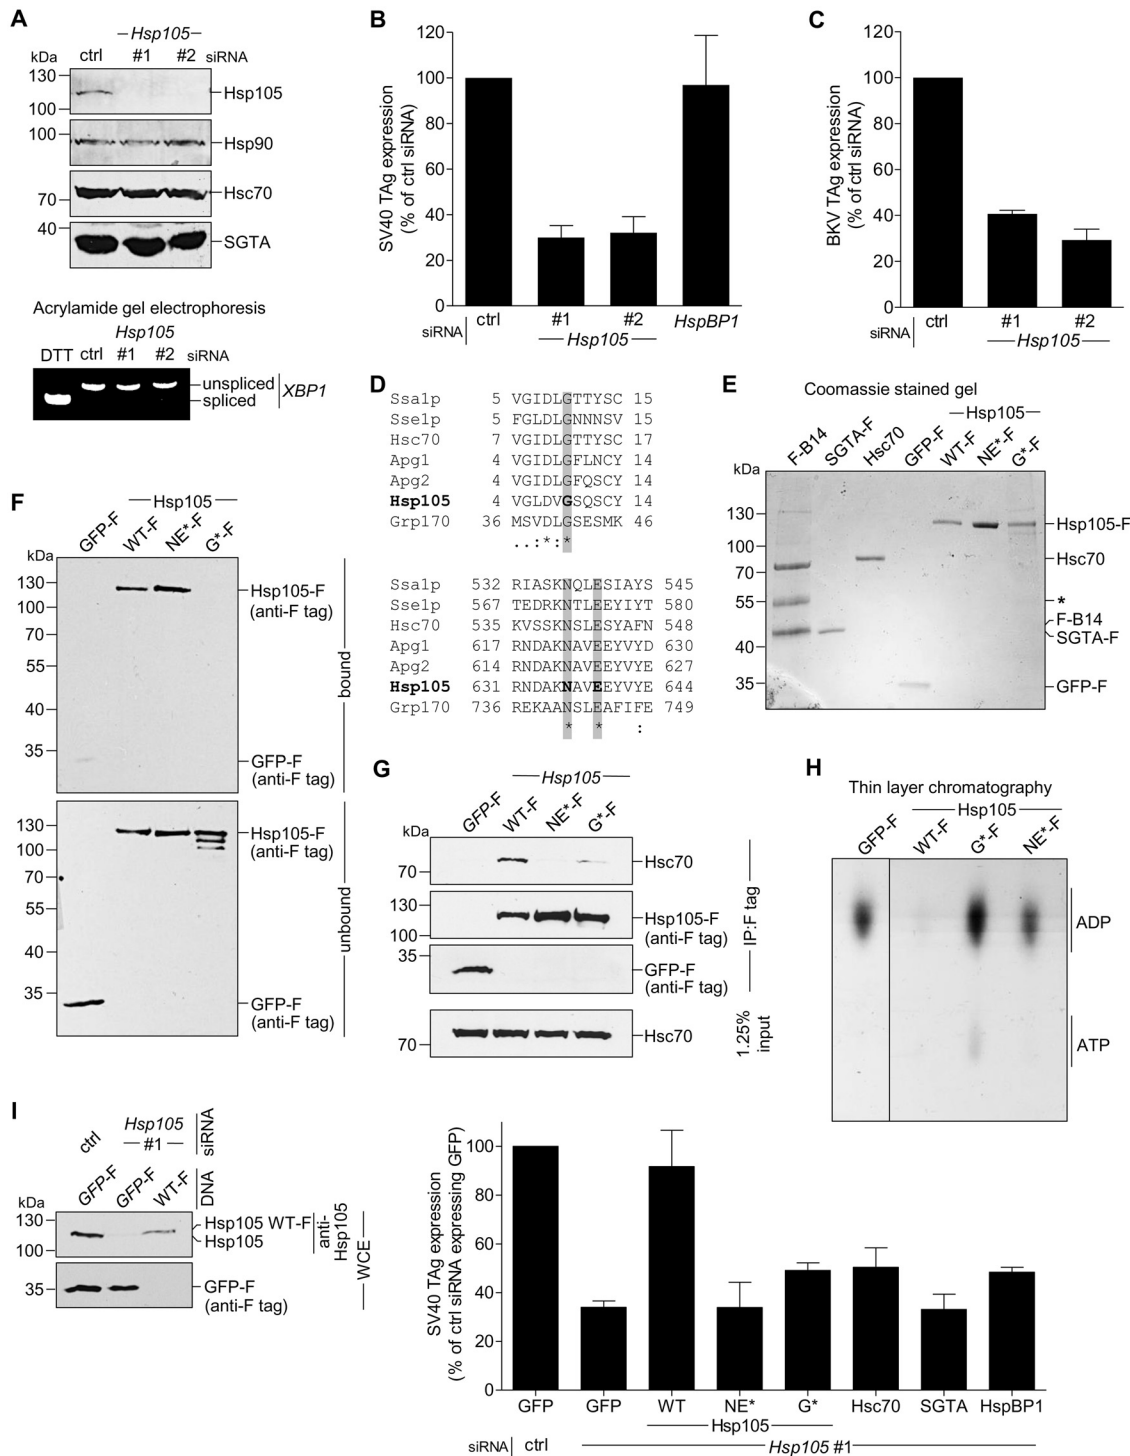 A
Hsp105
kDa ctrl #1 #2 siRNA
130
Hsp105
100
100
Hsp90
70
Hsc70
40
SGTA
Acrylamide gel electrophoresis
Hsp105
DTT ctrl #1 #2 siRNA
unspliced
spliced
XBP1
B
SV40 TAg expression
(% of ctrl siRNA)
120
100
80
60
40
20
0
siRNA ctrl #1 #2 HspBP1
Hsp105
C
BKV TAg expression
(% of ctrl siRNA)
120
100
80
60
40
20
0
siRNA ctrl #1 #2
Hsp105
D
Ssa1p 5 VGIDLGTTYSC 15
Sse1p 5 FGLDLGNNNSV 15
Hsc70 7 VGIDLGTTYSC 17
Apg1 4 VGIDLGFLNCY 14
Apg2 4 VGIDLGFQSCY 14
Hsp105 4 VGLDVGSQSCY 14
Grp170 36 MSVDLGSESMK 46
..:*:*
Ssa1p 532 RIASKNQLESIAYS 545
Sse1p 567 TEDRKNTLEEYIYT 580
Hsc70 535 KVSSKNSLESYAFN 548
Apg1 617 RNDAKNAVEEYVYD 630
Apg2 614 RNDAKNAVEEYVYE 627
Hsp105 631 RNDAKNAVEEYVYE 644
Grp170 736 REKAANSLEAFIFE 749
* * :
E
Coomassie stained gel
Hsp105
F-B14 SGTA-F Hsc70 GFP-F WT-F NE*-F G*-F
kDa
130
Hsp105-F
100
Hsc70
70
55
*
F-B14
40
SGTA-F
35
GFP-F
F
Hsp105
GFP-F WT-F NE*-F G*-F
kDa
130
Hsp105-F
(anti-F tag)
100
70
55
40
35
GFP-F
(anti-F tag)
bound
130
Hsp105-F
(anti-F tag)
100
70
55
40
35
GFP-F
(anti-F tag)
unbound
G
Hsp105
GFP-F WT-F NE*-F G*-F
kDa
Hsc70
70
130
Hsp105-F
(anti-F tag)
100
35
GFP-F
(anti-F tag)
IP:F tag
Hsc70
70
1.25%
input
H
Thin layer chromatography
Hsp105
GFP-F WT-F G*-F NE*-F
ADP
ATP
I
Hsp105
ctrl #1 siRNA
GFP-F GFP-F WT-F DNA
kDa
130
Hsp105 WT-F
Hsp105
100
anti-
Hsp105
35
GFP-F
(anti-F tag)
WCE
SV40 TAg expression
(% of ctrl siRNA expressing GFP)
100
80
60
40
20
0
GFP GFP WT NE* G* Hsc70 SGTA HspBP1
Hsp105
siRNA ctrl Hsp105 #1